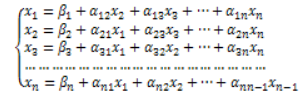 x₁ = β₁ + α₁₂x₂ + α₁₃x₃ + ⋯ + α₁ₙxₙ
x₂ = β₂ + α₂₁x₁ + α₂₃x₃ + ⋯ + α₂ₙxₙ
x₃ = β₃ + α₃₁x₁ + α₃₂x₂ + ⋯ + α₃ₙxₙ
… … … … … … … … … … … … … … …
xₙ = βₙ + αₙ₁x₁ + αₙ₂x₂ + ⋯ + αₙₙ₋₁xₙ₋₁